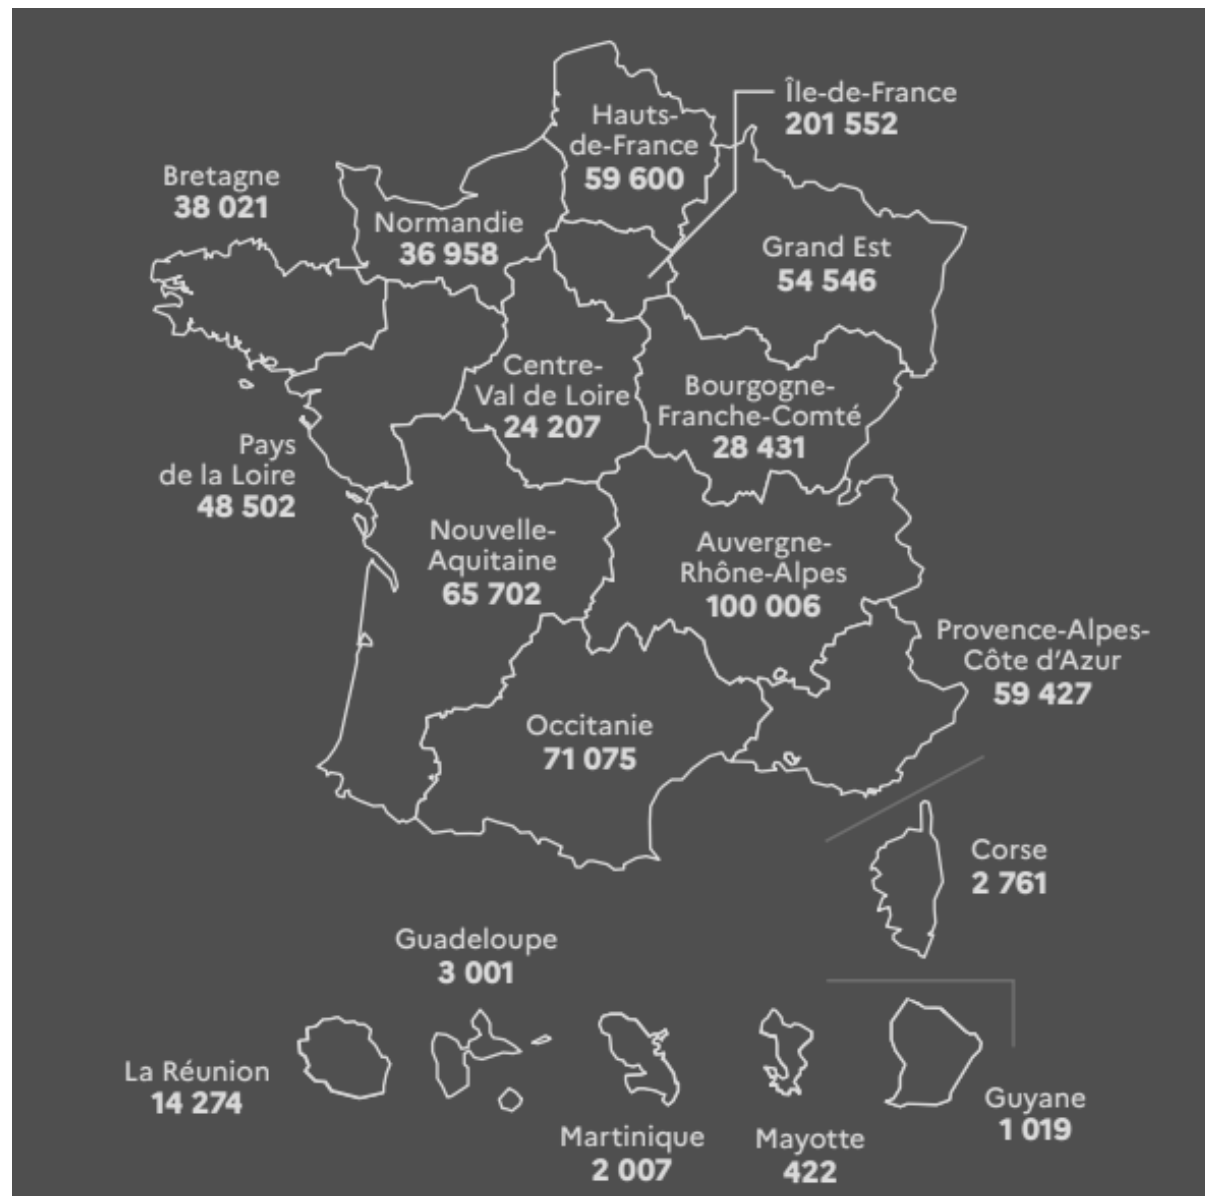 Île-de-France
201 552
Hauts-
de-France
59 600
Bretagne
38 021
Normandie
36 958
Grand Est
54 546
Centre-
Val de Loire
24 207
Bourgogne-
Franche-Comté
28 431
Pays
de la Loire
48 502
Nouvelle-
Aquitaine
65 702
Auvergne-
Rhône-Alpes
100 006
Provence-Alpes-
Côte d'Azur
59 427
Occitanie
71 075
Corse
2 761
Guadeloupe
3 001
La Réunion
14 274
Martinique
2 007
Mayotte
422
Guyane
1 019